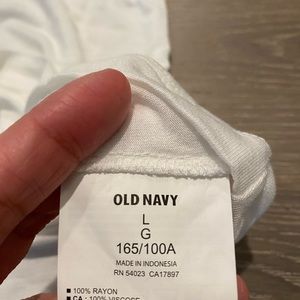 OLD NAVY
L
G
165/100A
MADE IN INDONESIA
RN 54023 CA17897
■ 100% RAYON
■ CA : 100% VISCOSE